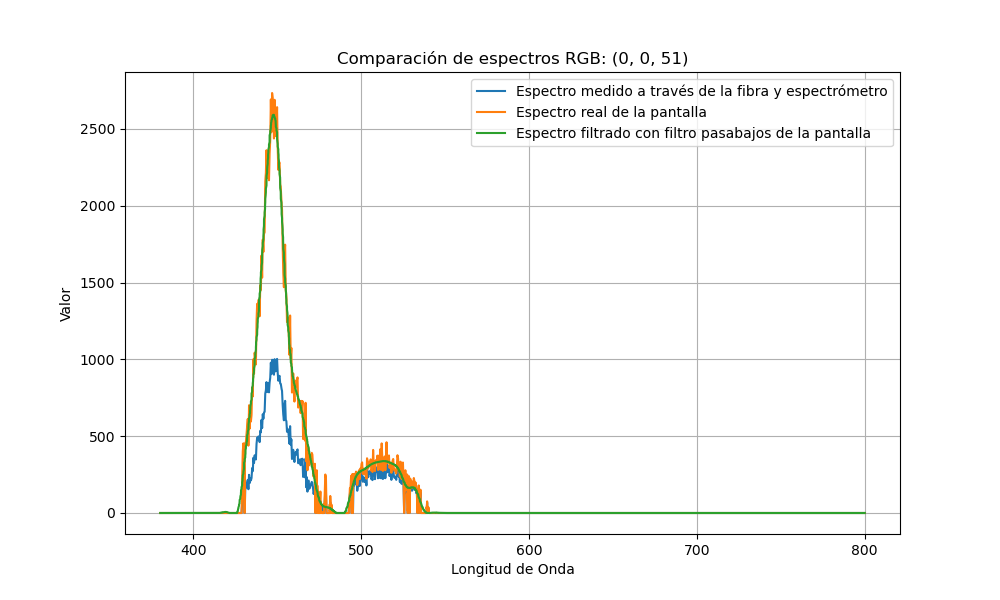 Comparación de espectros RGB: (0, 0, 51)
Espectro medido a través de la fibra y espectrómetro
Espectro real de la pantalla
Espectro filtrado con filtro pasabajos de la pantalla
Valor
2500
2000
1500
1000
500
0
400 500 600 700 800
Longitud de Onda